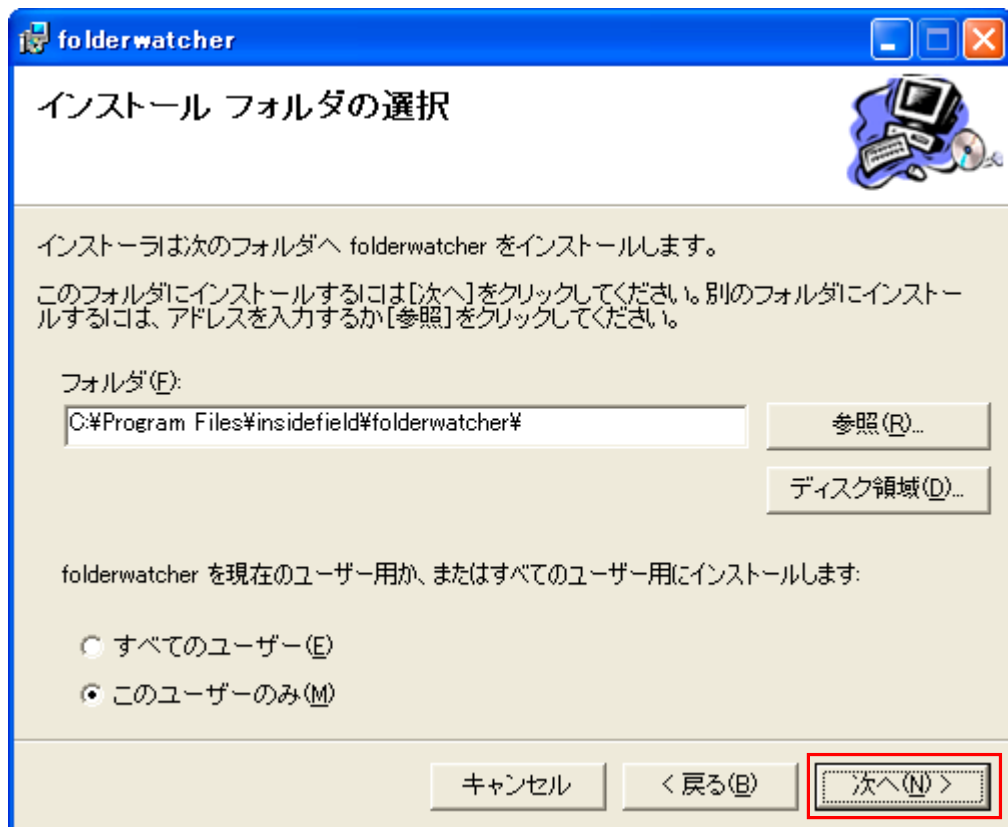 folderwatcher
インストール フォルダの選択
インストーラは次のフォルダへ folderwatcher をインストールします。
このフォルダにインストールするには[次へ]をクリックしてください。別のフォルダにインストー
ルするには、アドレスを入力するか[参照]をクリックしてください。
フォルダ(F):
C:¥Program Files¥insidefield¥folderwatcher¥
参照(R)...
ディスク領域(D)...
folderwatcher を現在のユーザー用か、またはすべてのユーザー用にインストールします:
すべてのユーザー(E)
このユーザーのみ(M)
キャンセル
< 戻る(B)
次へ(N) >